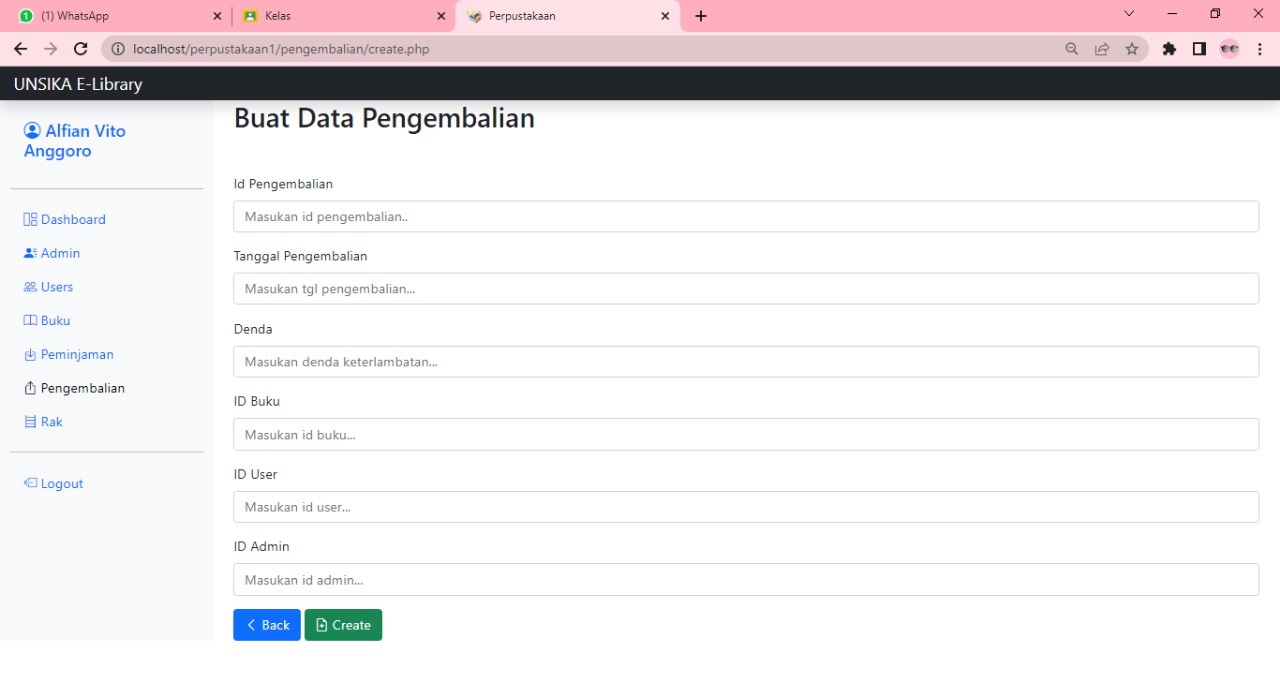 (1) WhatsApp
Kelas
Perpustakaan
localhost/perpustakaan1/pengembalian/create.php
UNSIKA E-Library
Alfian Vito
Anggoro
Dashboard
Admin
Users
Buku
Peminjaman
Pengembalian
Rak
Logout
Buat Data Pengembalian
Id Pengembalian
Masukan id pengembalian..
Tanggal Pengembalian
Masukan tgl pengembalian...
Denda
Masukan denda keterlambatan...
ID Buku
Masukan id buku...
ID User
Masukan id user...
ID Admin
Masukan id admin...
Back
Create